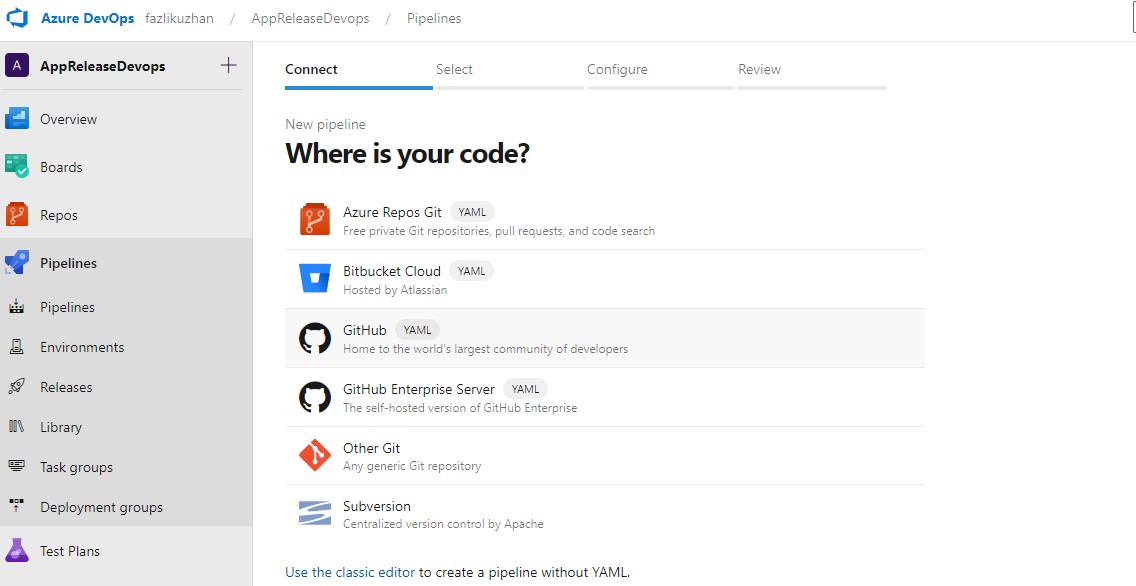 Azure DevOps fazlikuzhan / AppReleaseDevops / Pipelines
A AppReleaseDevops
Overview
Boards
Repos
Pipelines
Pipelines
Environments
Releases
Library
Task groups
Deployment groups
Test Plans
Connect Select Configure Review
New pipeline
Where is your code?
Azure Repos Git YAML
Free private Git repositories, pull requests, and code search
Bitbucket Cloud YAML
Hosted by Atlassian
GitHub YAML
Home to the world's largest community of developers
GitHub Enterprise Server YAML
The self-hosted version of GitHub Enterprise
Other Git
Any generic Git repository
Subversion
Centralized version control by Apache
Use the classic editor to create a pipeline without YAML.